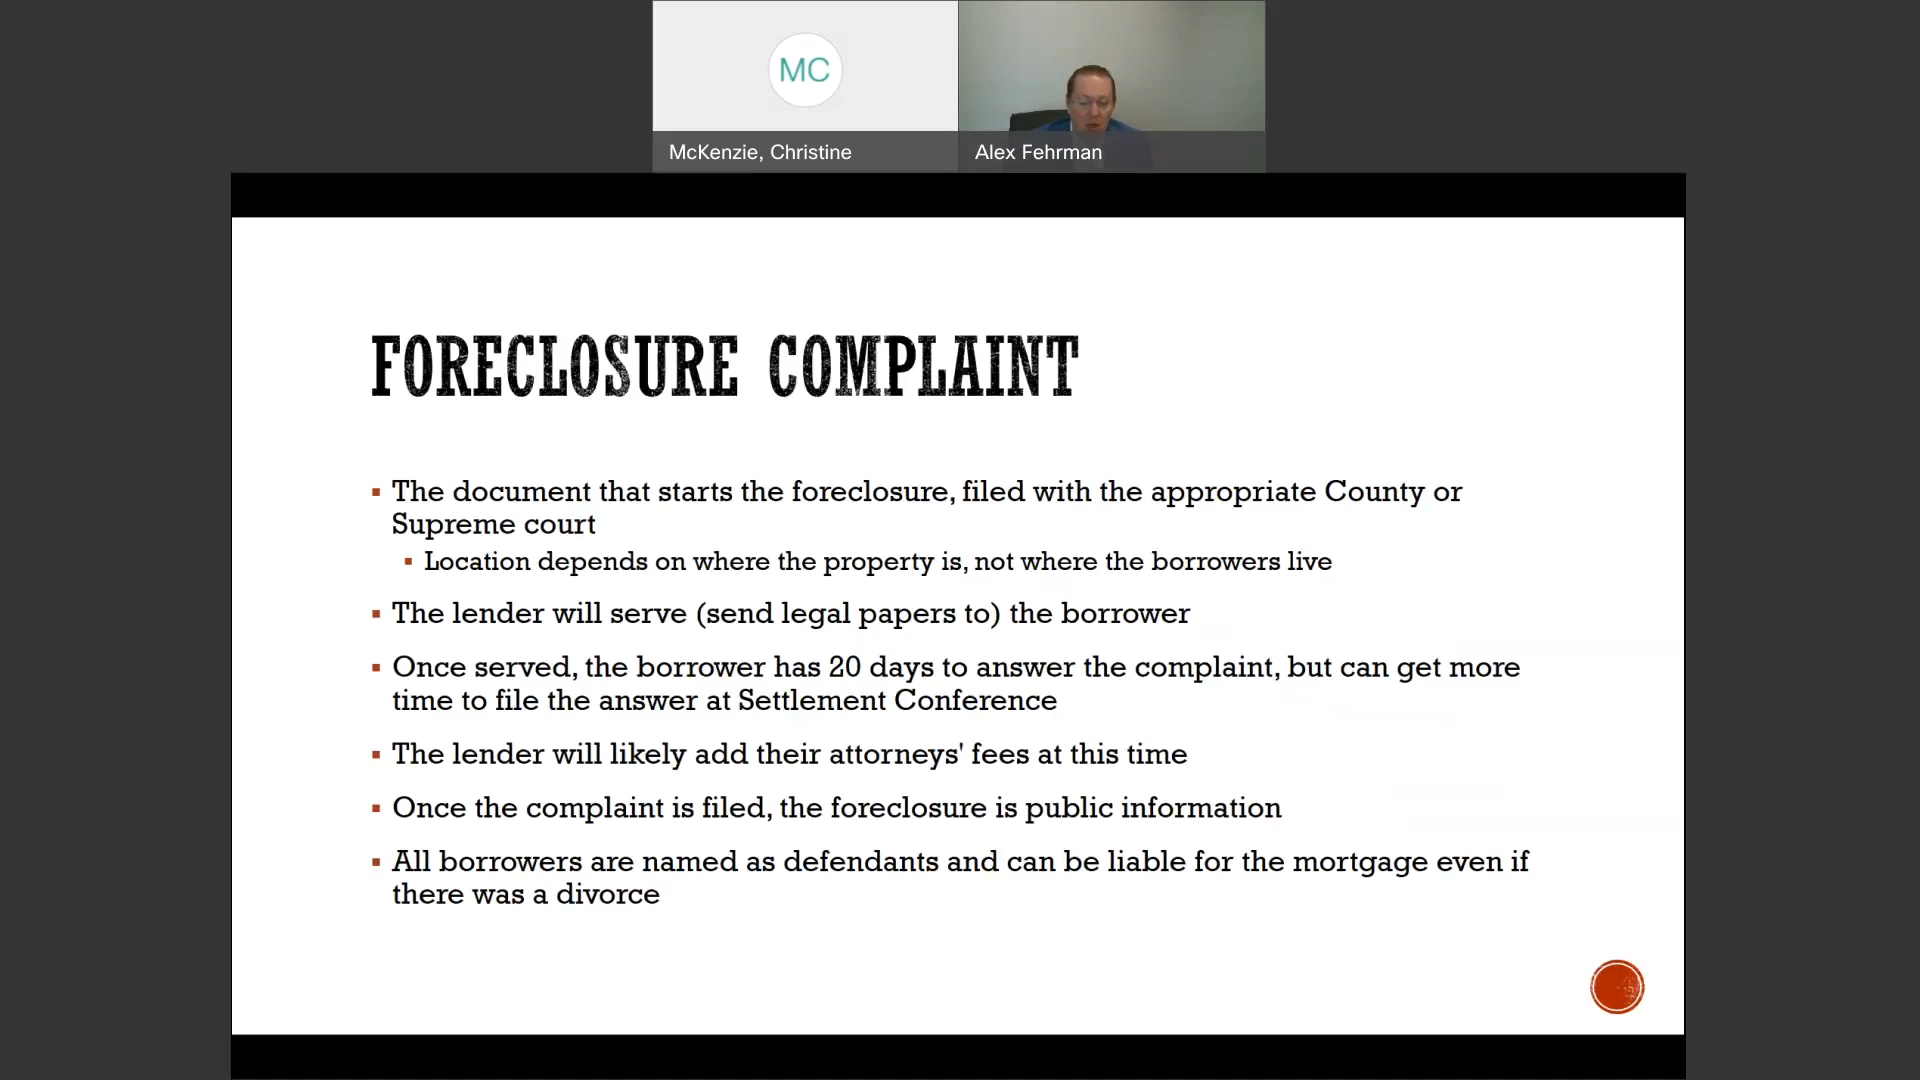 MC
McKenzie, Christine
Alex Fehrman
FORECLOSURE COMPLAINT
The document that starts the foreclosure, filed with the appropriate County or
Supreme court
Location depends on where the property is, not where the borrowers live
The lender will serve (send legal papers to) the borrower
Once served, the borrower has 20 days to answer the complaint, but can get more
time to file the answer at Settlement Conference
The lender will likely add their attorneys' fees at this time
Once the complaint is filed, the foreclosure is public information
All borrowers are named as defendants and can be liable for the mortgage even if
there was a divorce